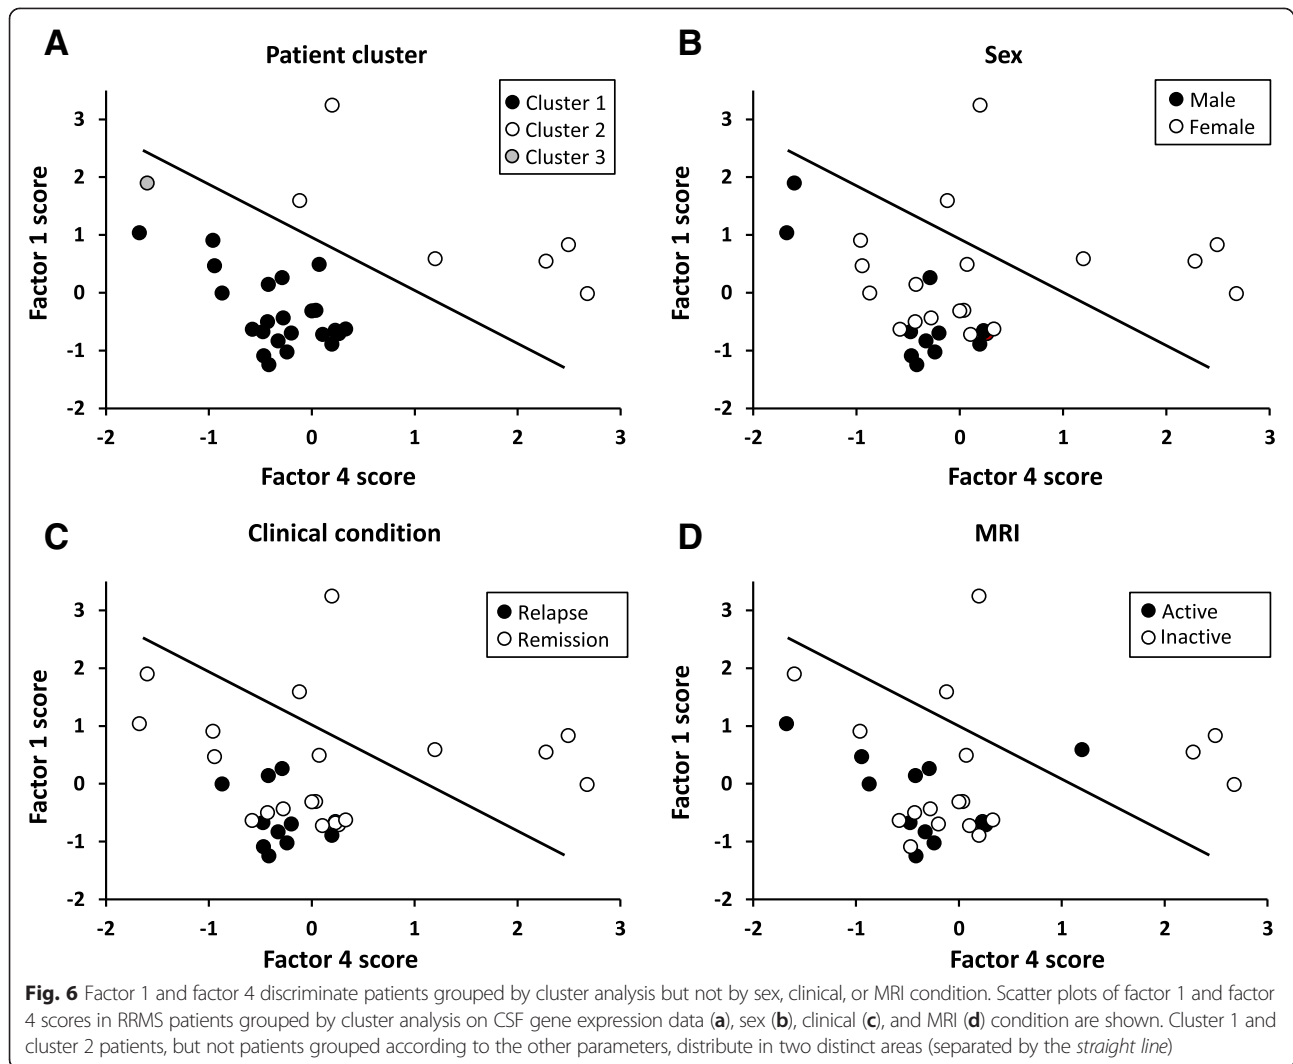 A
Patient cluster
Cluster 1
Cluster 2
Cluster 3
Factor 1 score
3
2
1
0
-1
-2
-2 -1 0 1 2 3
Factor 4 score
B
Sex
Male
Female
Factor 1 score
3
2
1
0
-1
-2
-2 -1 0 1 2 3
Factor 4 score
C
Clinical condition
Relapse
Remission
Factor 1 score
3
2
1
0
-1
-2
-2 -1 0 1 2 3
Factor 4 score
D
MRI
Active
Inactive
Factor 1 score
3
2
1
0
-1
-2
-2 -1 0 1 2 3
Factor 4 score
Fig. 6 Factor 1 and factor 4 discriminate patients grouped by cluster analysis but not by sex, clinical, or MRI condition. Scatter plots of factor 1 and factor
4 scores in RRMS patients grouped by cluster analysis on CSF gene expression data (a), sex (b), clinical (c), and MRI (d) condition are shown. Cluster 1 and
cluster 2 patients, but not patients grouped according to the other parameters, distribute in two distinct areas (separated by the straight line)